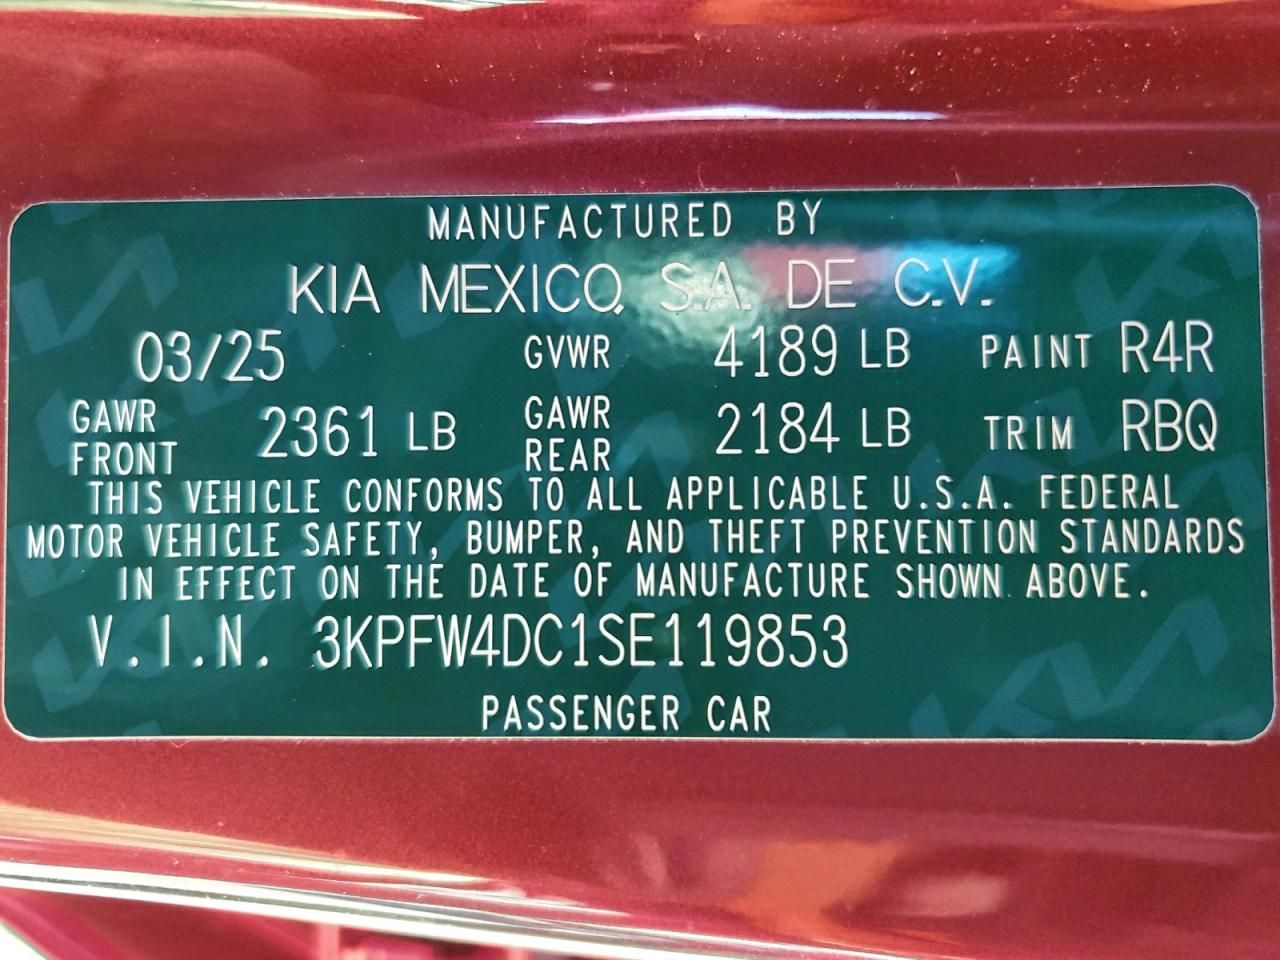 MANUFACTURED BY
KIA MEXICO, S.A. DE C.V.
03/25 GVWR 4189 LB PAINT R4R
GAWR FRONT 2361 LB GAWR REAR 2184 LB TRIM RBQ
THIS VEHICLE CONFORMS TO ALL APPLICABLE U.S.A. FEDERAL
MOTOR VEHICLE SAFETY, BUMPER, AND THEFT PREVENTION STANDARDS
IN EFFECT ON THE DATE OF MANUFACTURE SHOWN ABOVE.
V.I.N. 3KPFW4DC1SE119853
PASSENGER CAR